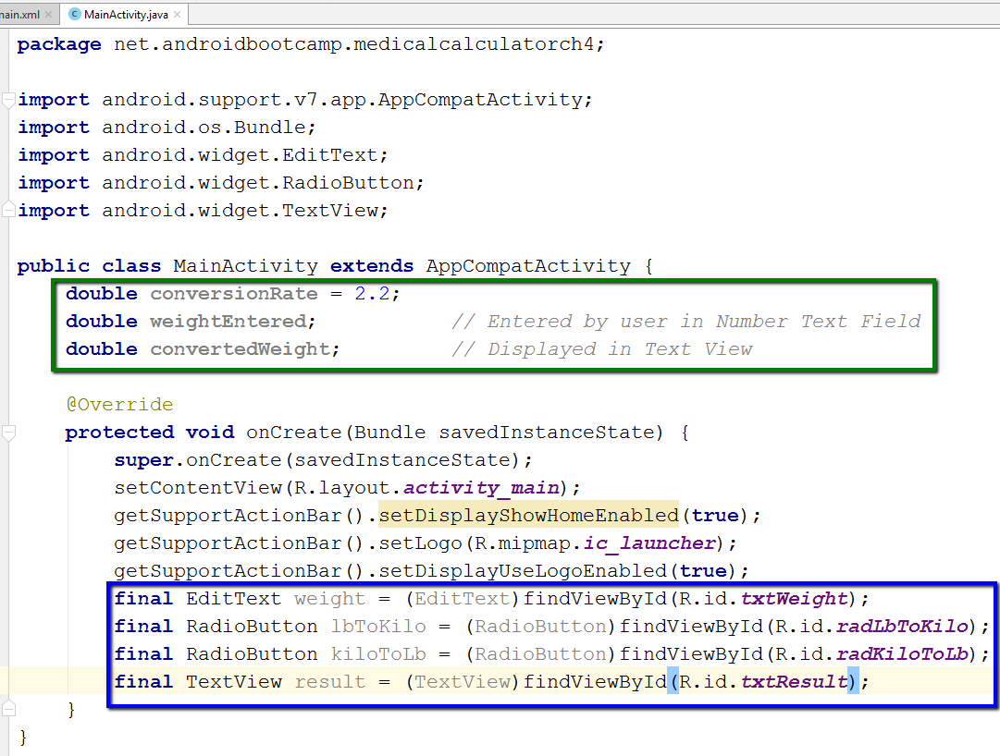 main.xml MainActivity.java
package net.androidbootcamp.medicalcalculatorch4;
import android.support.v7.app.AppCompatActivity;
import android.os.Bundle;
import android.widget.EditText;
import android.widget.RadioButton;
import android.widget.TextView;
public class MainActivity extends AppCompatActivity {
double conversionRate = 2.2;
double weightEntered; // Entered by user in Number Text Field
double convertedWeight; // Displayed in Text View
@Override
protected void onCreate(Bundle savedInstanceState) {
super.onCreate(savedInstanceState);
setContentView(R.layout.activity_main);
getSupportActionBar().setDisplayShowHomeEnabled(true);
getSupportActionBar().setLogo(R.mipmap.ic_launcher);
getSupportActionBar().setDisplayUseLogoEnabled(true);
final EditText weight = (EditText)findViewById(R.id.txtWeight);
final RadioButton lbToKilo = (RadioButton)findViewById(R.id.radLbToKilo);
final RadioButton kiloToLb = (RadioButton)findViewById(R.id.radKiloToLb);
final TextView result = (TextView)findViewById(R.id.txtResult);
}
}